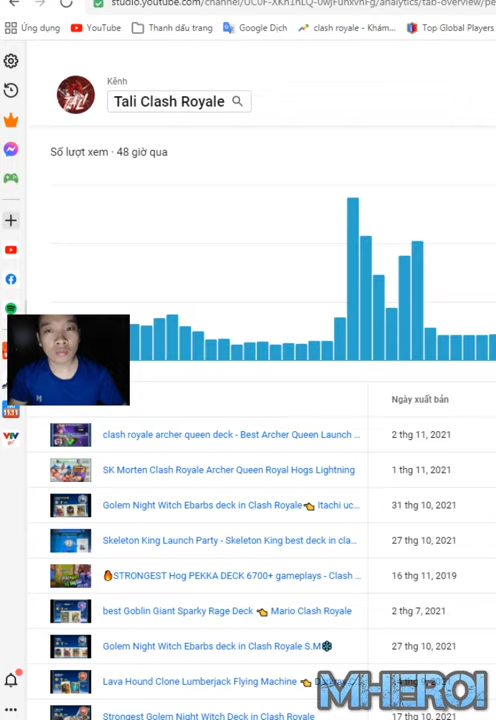 studio.youtube.com/channel/UC0F-XKh1hLQ-0wjFunxvhFg/analytics/tab-overview/pe
Ứng dụng YouTube Thanh dấu trang Google Dịch clash royale - Khám... Top Global Players
Kênh
Tali Clash Royale
Số lượt xem · 48 giờ qua
Ngày xuất bản
clash royale archer queen deck - Best Archer Queen Launch ... 2 thg 11, 2021
SK Morten Clash Royale Archer Queen Royal Hogs Lightning 1 thg 11, 2021
Golem Night Witch Ebarbs deck in Clash Royale👈 Itachi uc... 31 thg 10, 2021
Skeleton King Launch Party - Skeleton King best deck in cla... 27 thg 10, 2021
🔥STRONGEST Hog PEKKA DECK 6700+ gameplays - Clash ... 16 thg 11, 2019
best Goblin Giant Sparky Rage Deck 👈 Mario Clash Royale 2 thg 7, 2021
Golem Night Witch Ebarbs deck in Clash Royale S.M 27 thg 10, 2021
Lava Hound Clone Lumberjack Flying Machine 👈
Strongest Golem deck in Clash Royale 17 thg 10, 2021
11.11
VTV
TALI
MHEROI